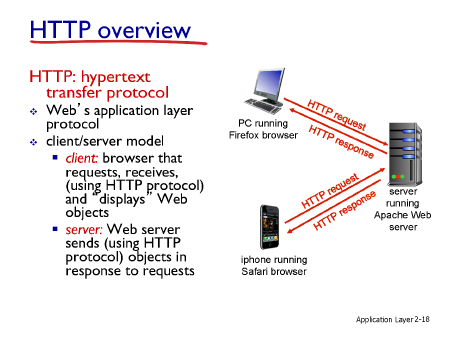 HTTP overview
HTTP: hypertext
transfer protocol
❖ Web's application layer
protocol
❖ client/server model
▪ client: browser that
requests, receives,
(using HTTP protocol)
and "displays" Web
objects
▪ server: Web server
sends (using HTTP
protocol) objects in
response to requests
PC running
Firefox browser
HTTP request
HTTP response
server
running
Apache Web
server
HTTP request
HTTP response
iphone running
Safari browser
Application Layer 2-18